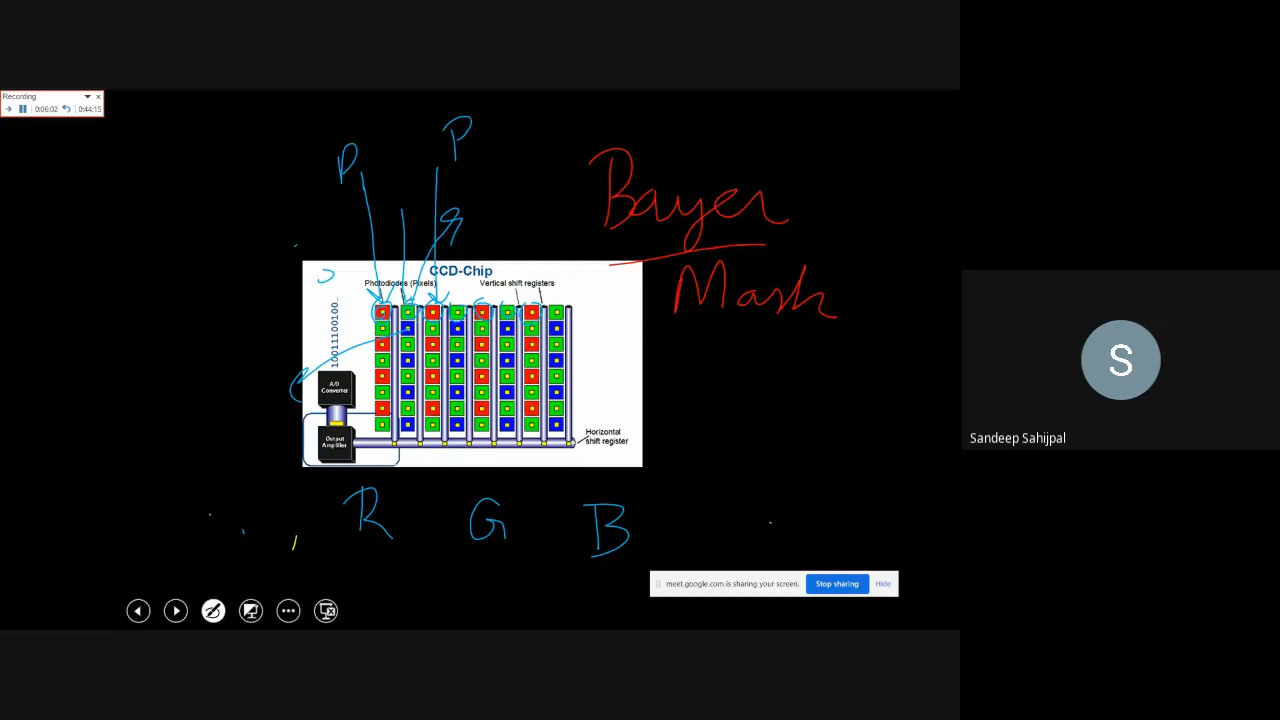 Recording
0:06:02
0:44:15
P
P
Bayer
Mask
CCD-Chip
Photodiodes (Pixels)
Vertical shift registers
10011100100...
A/D
Converter
Output
Amplifier
Horizontal
shift register
R G B
meet.google.com is sharing your screen.
Stop sharing
Hide
S
Sandeep Sahijpal